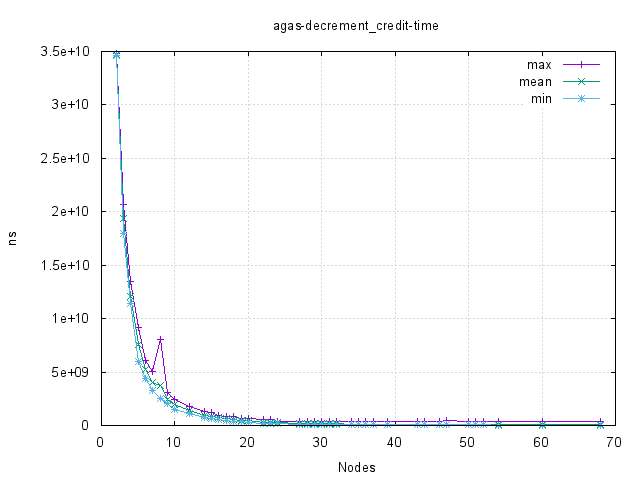 agas-decrement_credit-time
3.5e+10
3e+10
2.5e+10
2e+10
1.5e+10
1e+10
5e+09
0
ns
max
mean
min
0 10 20 30 40 50 60 70
Nodes